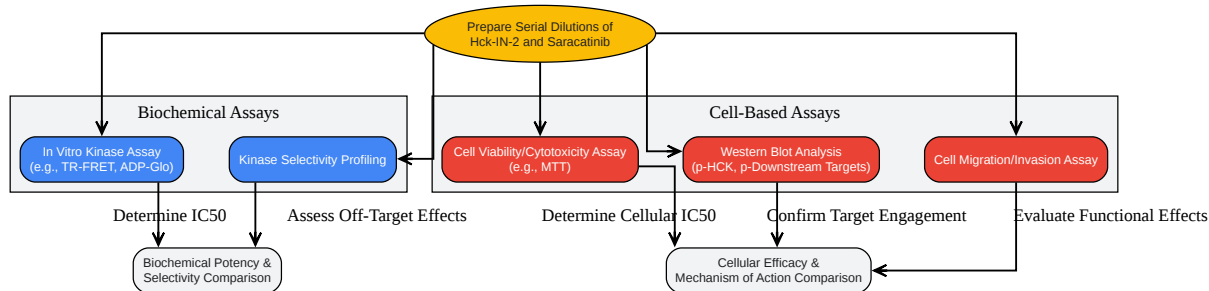 Prepare Serial Dilutions of
Hck-IN-2 and Saracatinib
Biochemical Assays
Cell-Based Assays
In Vitro Kinase Assay
(e.g., TR-FRET, ADP-Glo)
Kinase Selectivity Profiling
Cell Viability/Cytotoxicity Assay
(e.g., MTT)
Western Blot Analysis
(p-HCK, p-Downstream Targets)
Cell Migration/Invasion Assay
Determine IC50
Assess Off-Target Effects
Determine Cellular IC50
Confirm Target Engagement
Evaluate Functional Effects
Biochemical Potency &
Selectivity Comparison
Cellular Efficacy &
Mechanism of Action Comparison